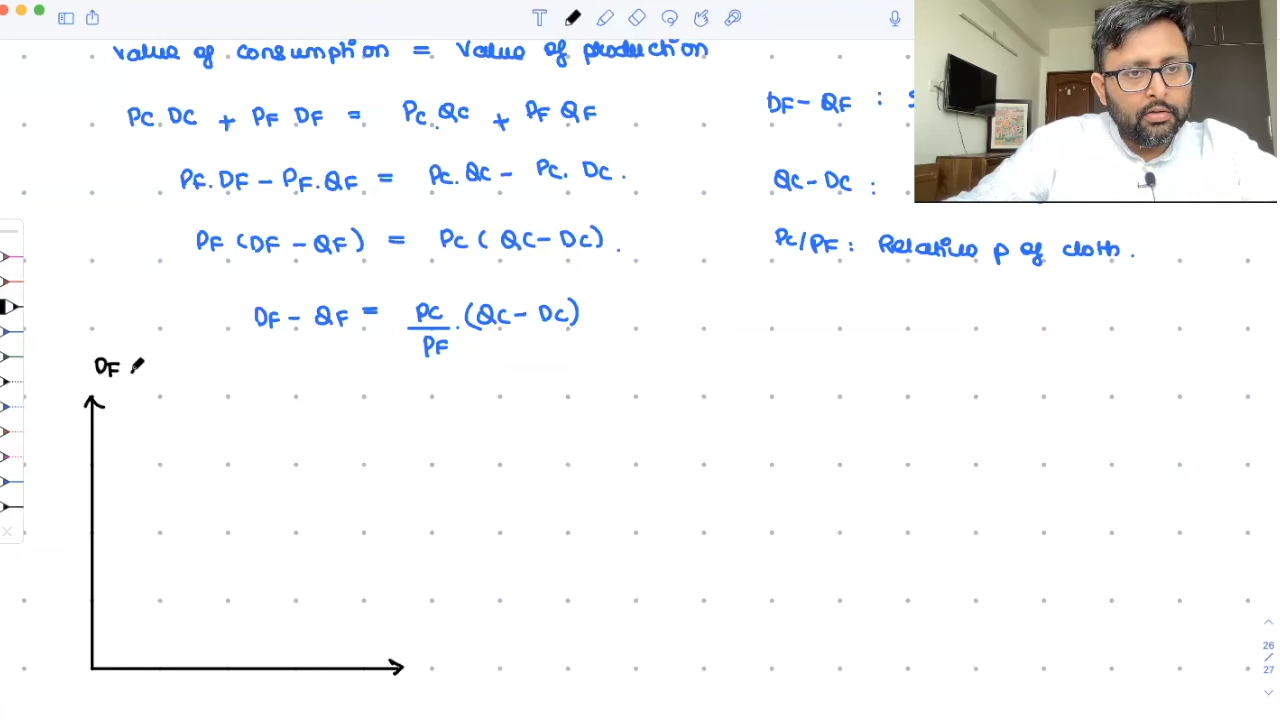 Value of consumption = Value of production
PC.DC + PF DF = PC.QC + PF QF
DF - QF : S
PF.DF - PF.QF = PC.QC - PC.DC.
QC - DC :
PF (DF - QF) = PC (QC - DC).
PC/PF : Relative p of cloth.
DF - QF = PC/PF .(QC - DC)
DF
26
/
27